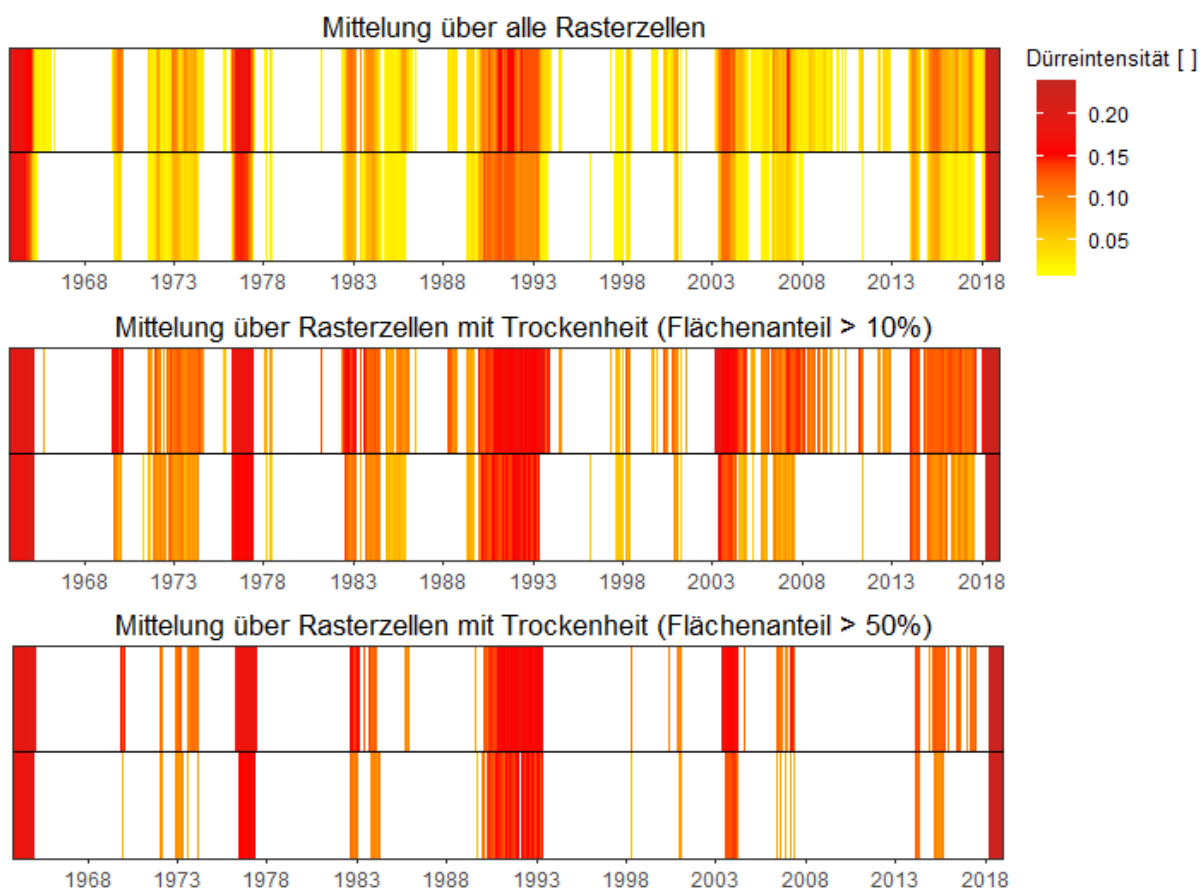 Mittelung über alle Rasterzellen
Dürreintensität [ ]
0.20
0.15
0.10
0.05
1968 1973 1978 1983 1988 1993 1998 2003 2008 2013 2018
Mittelung über Rasterzellen mit Trockenheit (Flächenanteil > 10%)
1968 1973 1978 1983 1988 1993 1998 2003 2008 2013 2018
Mittelung über Rasterzellen mit Trockenheit (Flächenanteil > 50%)
1968 1973 1978 1983 1988 1993 1998 2003 2008 2013 2018